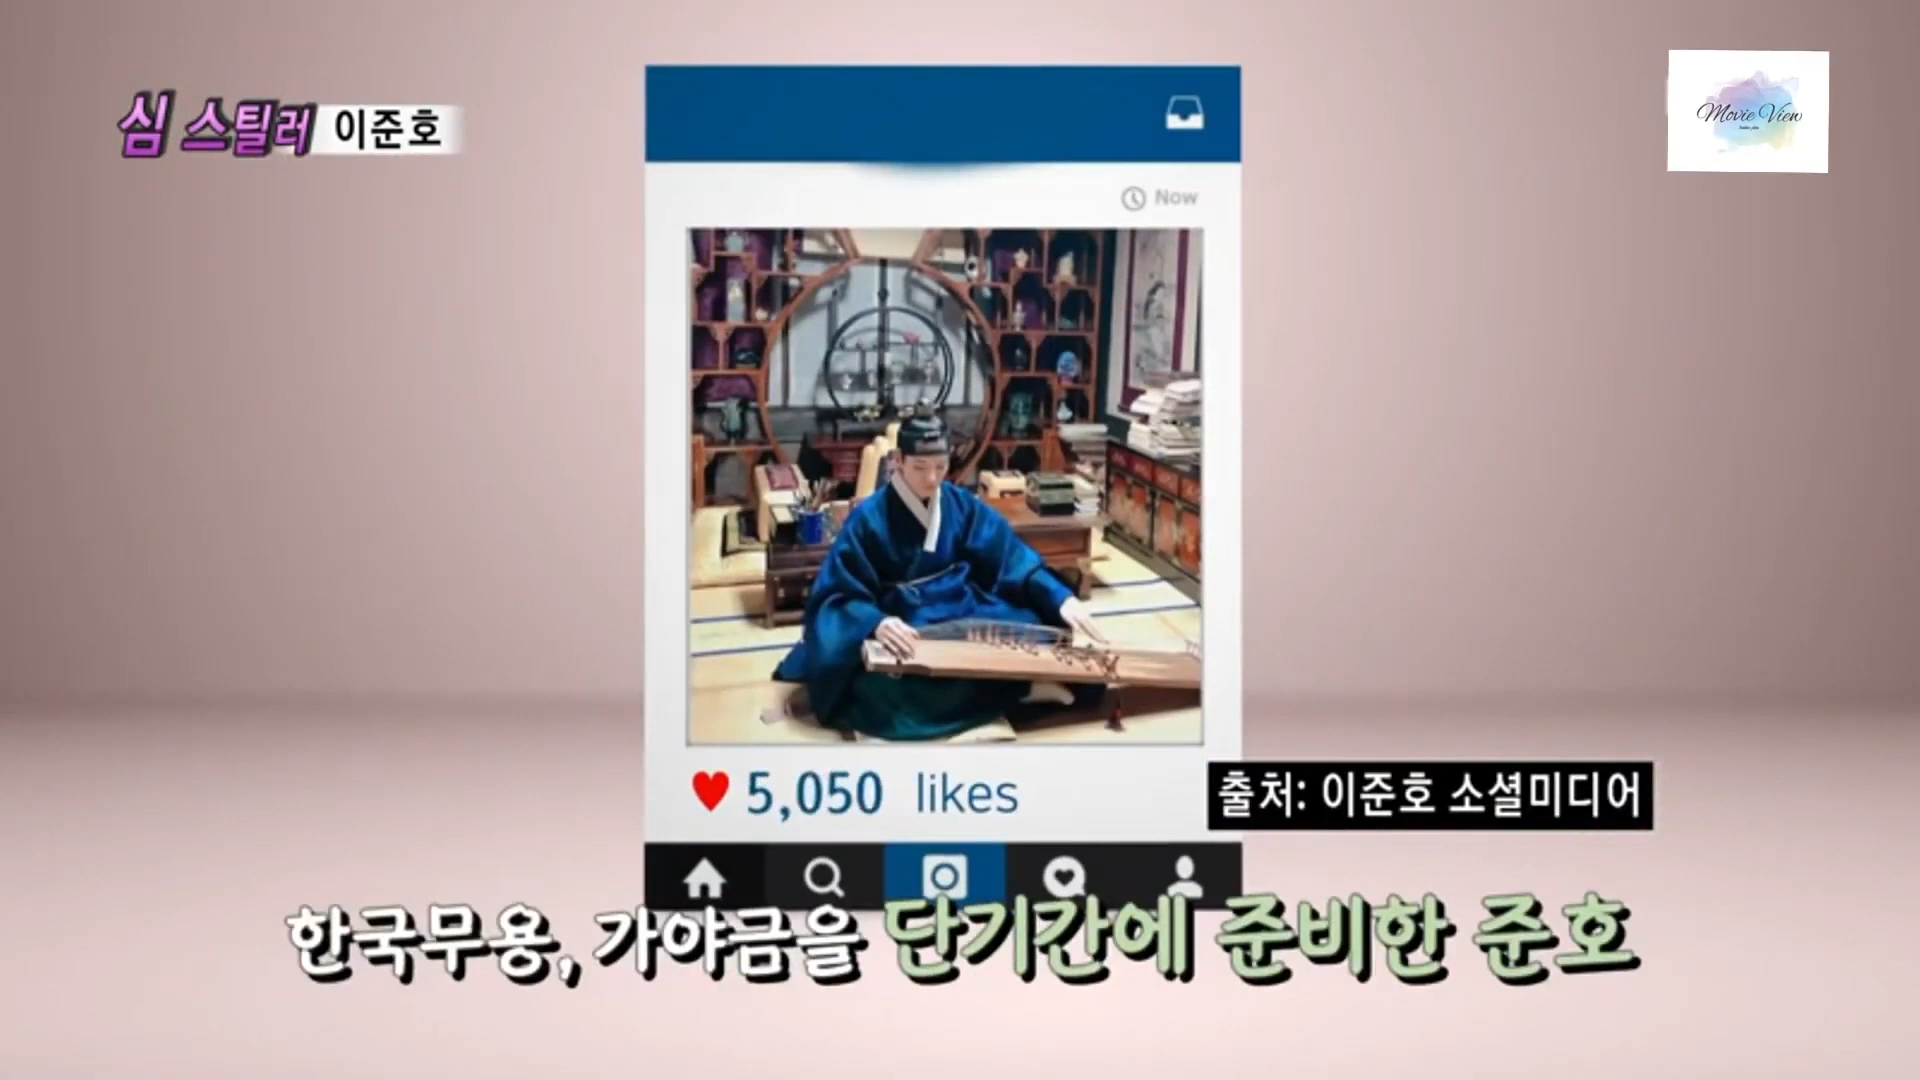 심 스틸러 이준호
Movie View
Now
5,050 likes
출처: 이준호 소셜미디어
한국무용, 가야금을 단기간에 준비한 준호